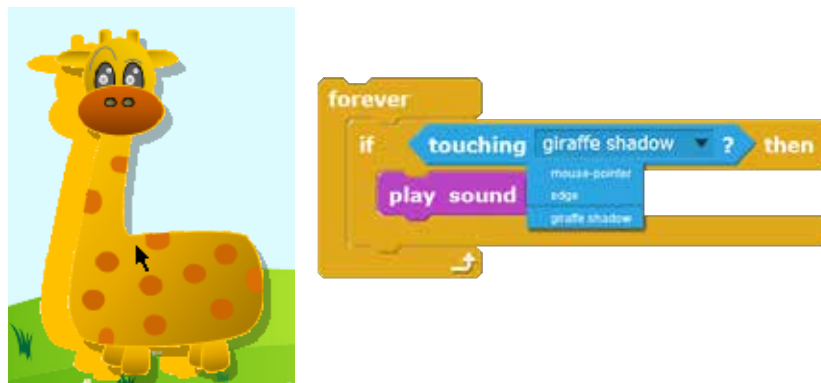 forever
if touching giraffe shadow ? then
mouse-pointer
play sound
edge
giraffe shadow